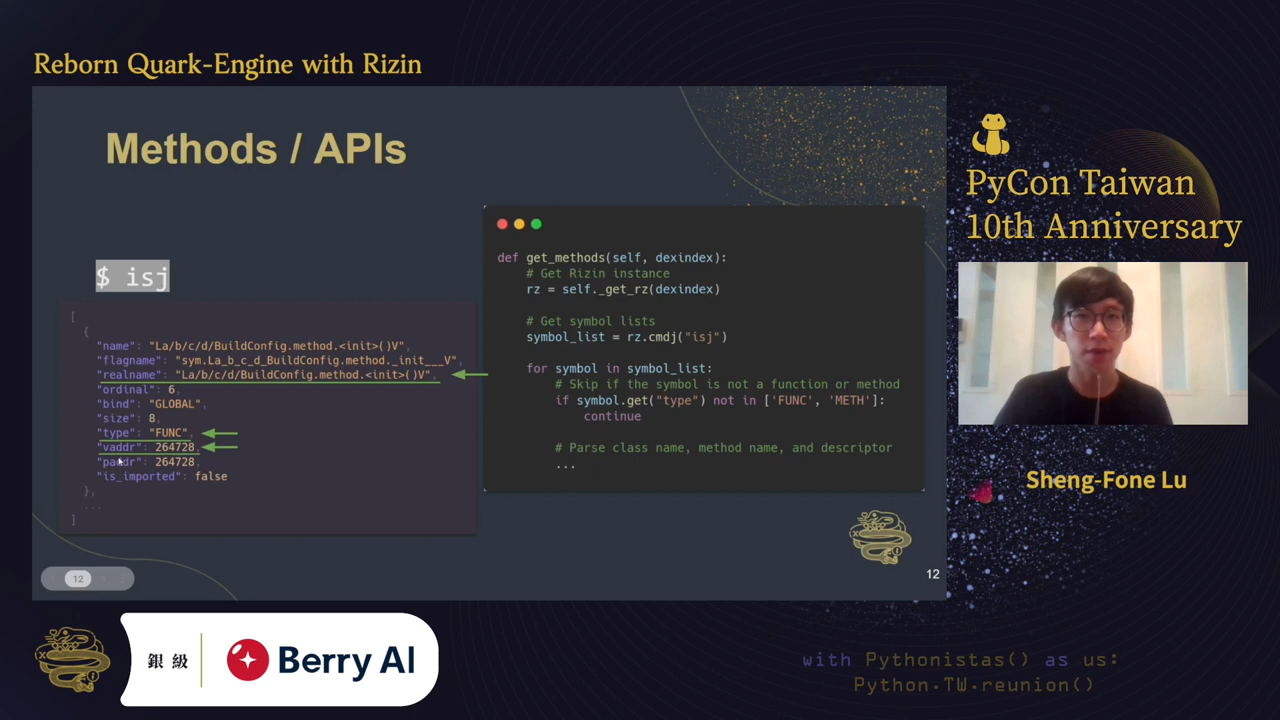 Reborn Quark-Engine with Rizin
Methods / APIs
$ isj
[
{
"name": "La/b/c/d/BuildConfig.method.<init>()V",
"flagname": "sym.La_b_c_d_BuildConfig.method._init___V",
"realname": "La/b/c/d/BuildConfig.method.<init>()V",
"ordinal": 6,
"bind": "GLOBAL",
"size": 8,
"type": "FUNC",
"vaddr": 264728,
"paddr": 264728,
"is_imported": false
},
...
]
def get_methods(self, dexindex):
# Get Rizin instance
rz = self._get_rz(dexindex)
# Get symbol lists
symbol_list = rz.cmdj("isj")
for symbol in symbol_list:
# Skip if the symbol is not a function or method
if symbol.get("type") not in ['FUNC', 'METH']:
continue
# Parse class name, method name, and descriptor
...
12
12
PyCon Taiwan
10th Anniversary
Sheng-Fone Lu
銀級
Berry AI
with Pythonistas() as us:
Python.TW.reunion()